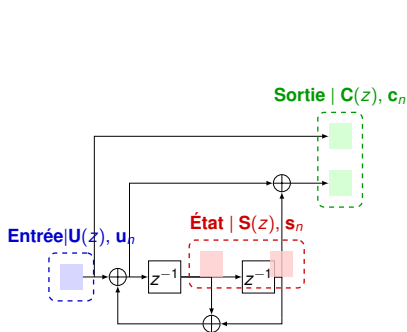 Sortie | C(z), cₙ
État | S(z), sₙ
Entrée|U(z), uₙ
z⁻¹
z⁻¹